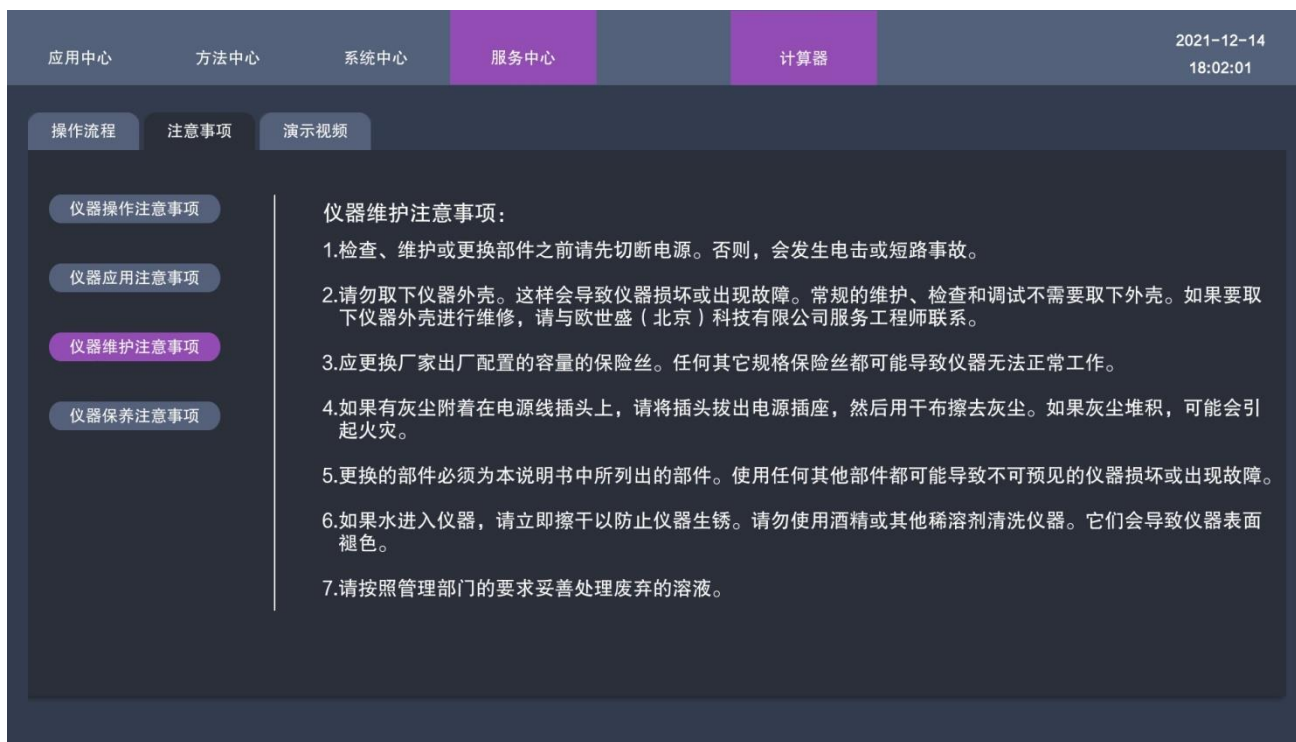 应用中心
方法中心
系统中心
服务中心
计算器
2021-12-14
18:02:01
操作流程
注意事项
演示视频
仪器操作注意事项
仪器应用注意事项
仪器维护注意事项
仪器保养注意事项
仪器维护注意事项：
1.检查、维护或更换部件之前请先切断电源。否则，会发生电击或短路事故。
2.请勿取下仪器外壳。这样会导致仪器损坏或出现故障。常规的维护、检查和调试不需要取下外壳。如果要取
下仪器外壳进行维修，请与欧世盛（北京）科技有限公司服务工程师联系。
3.应更换厂家出厂配置的容量的保险丝。任何其它规格保险丝都可能导致仪器无法正常工作。
4.如果有灰尘附着在电源线插头上，请将插头拔出电源插座，然后用干布擦去灰尘。如果灰尘堆积，可能会引
起火灾。
5.更换的部件必须为本说明书中所列出的部件。使用任何其他部件都可能导致不可预见的仪器损坏或出现故障。
6.如果水进入仪器，请立即擦干以防止仪器生锈。请勿使用酒精或其他稀溶剂清洗仪器。它们会导致仪器表面
褪色。
7.请按照管理部门的要求妥善处理废弃的溶液。